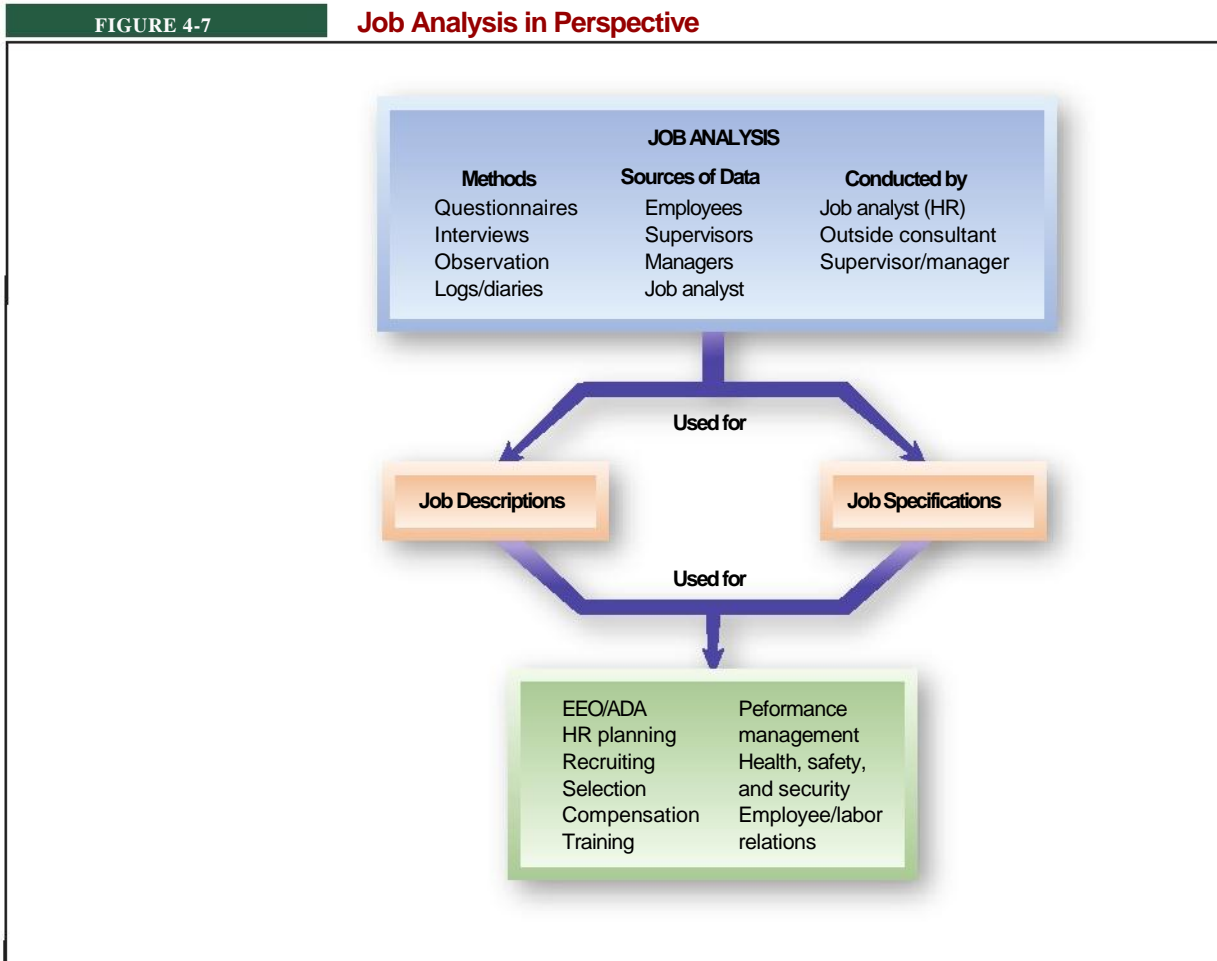 FIGURE 4-7
Job Analysis in Perspective
JOB ANALYSIS
Methods
Questionnaires
Interviews
Observation
Logs/diaries
Sources of Data
Employees
Supervisors
Managers
Job analyst
Conducted by
Job analyst (HR)
Outside consultant
Supervisor/manager
Used for
Job Descriptions
Job Specifications
Used for
EEO/ADA
HR planning
Recruiting
Selection
Compensation
Training
Peformance
management
Health, safety,
and security
Employee/labor
relations